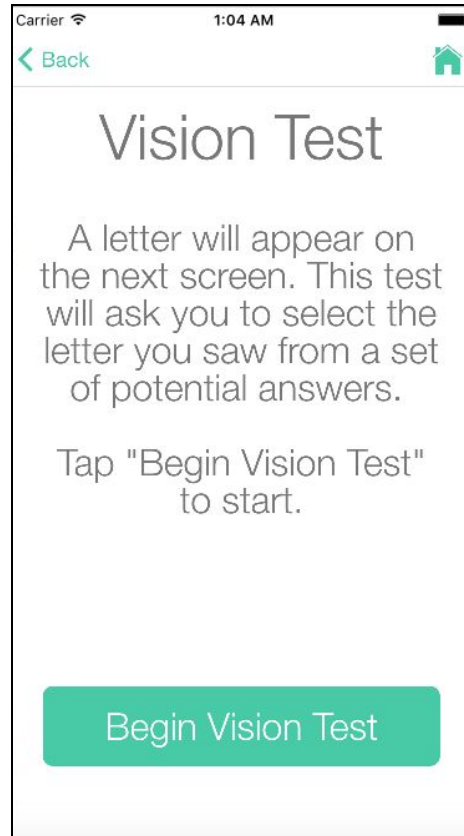 Carrier 1:04 AM
Back
Vision Test
A letter will appear on
the next screen. This test
will ask you to select the
letter you saw from a set
of potential answers.
Tap "Begin Vision Test"
to start.
Begin Vision Test